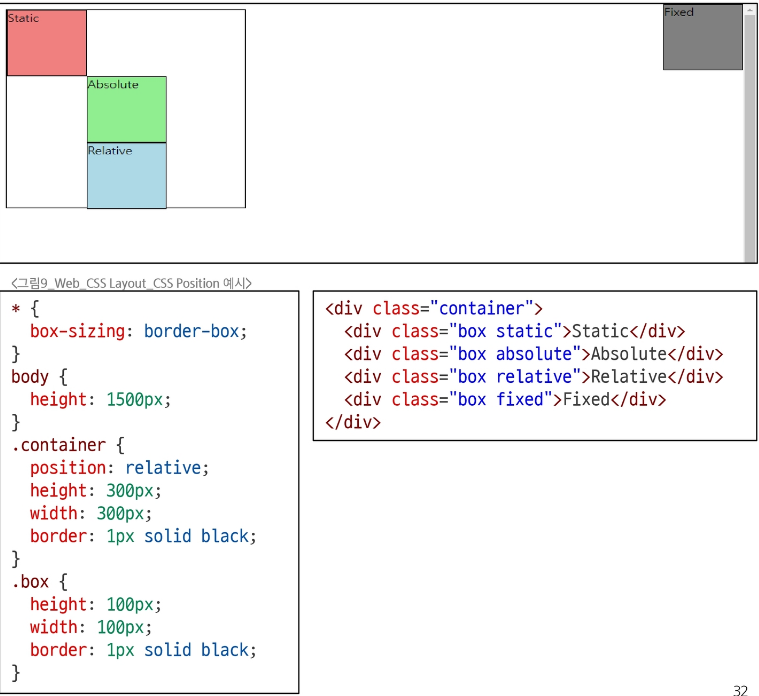 Static
Fixed
Absolute
Relative
<그림9_Web_CSS Layout_CSS Position 예시>
* {
  box-sizing: border-box;
}
body {
  height: 1500px;
}
.container {
  position: relative;
  height: 300px;
  width: 300px;
  border: 1px solid black;
}
.box {
  height: 100px;
  width: 100px;
  border: 1px solid black;
}
<div class="container">
  <div class="box static">Static</div>
  <div class="box absolute">Absolute</div>
  <div class="box relative">Relative</div>
  <div class="box fixed">Fixed</div>
</div>
32